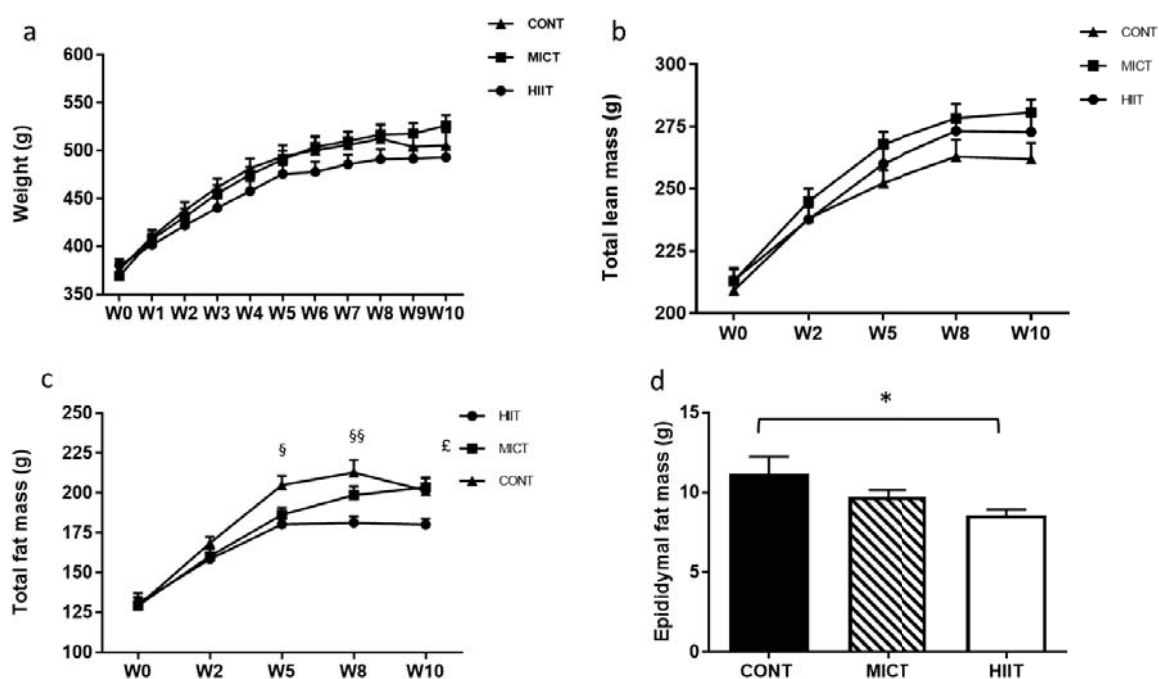 a
CONT
MICT
HIIT
Weight (g)
600
550
500
450
400
350
W0 W1 W2 W3 W4 W5 W6 W7 W8 W9 W10
b
CONT
MICT
HIIT
Total lean mass (g)
300
275
250
225
200
W0 W2 W5 W8 W10
c
HIIT
MICT
CONT
Total fat mass (g)
250
225
200
175
150
125
100
§ §§ £
W0 W2 W5 W8 W10
d
*
Epididymal fat mass (g)
15
10
5
0
CONT MICT HIIT